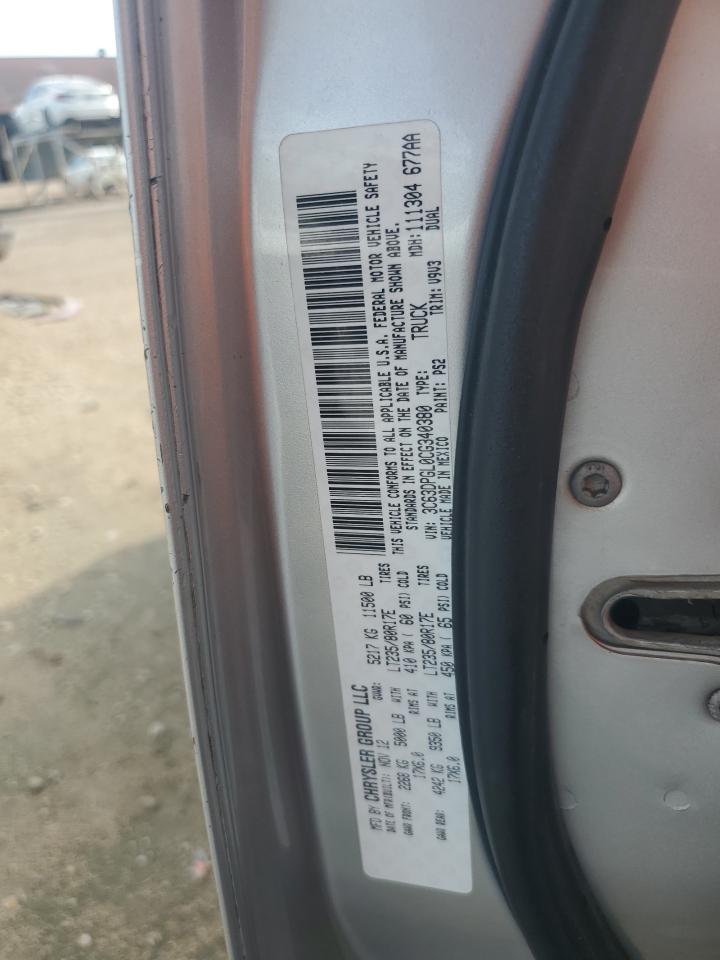 MFD BY CHRYSLER GROUP LLC
DATE OF MFR(BUILT): NOV 12 GVWR: 5217 KG 11500 LB
GAWR FRONT: 2268 KG 5000 LB WITH LT235/80R17E TIRES
17X6.0 RIMS AT 410 KPA ( 60 PSI) COLD
GAWR REAR: 4242 KG 9350 LB WITH LT235/80R17E TIRES
17X6.0 RIMS AT 450 KPA ( 65 PSI) COLD
THIS VEHICLE CONFORMS TO ALL APPLICABLE U.S.A. FEDERAL MOTOR VEHICLE SAFETY
STANDARDS IN EFFECT ON THE DATE OF MANUFACTURE SHOWN ABOVE.
VIN: 3C63DPGL0CG340380 TYPE: TRUCK MDH: 111304 677AA
DUAL
VEHICLE MADE IN MEXICO PAINT: PS2 TRIM: V9V3